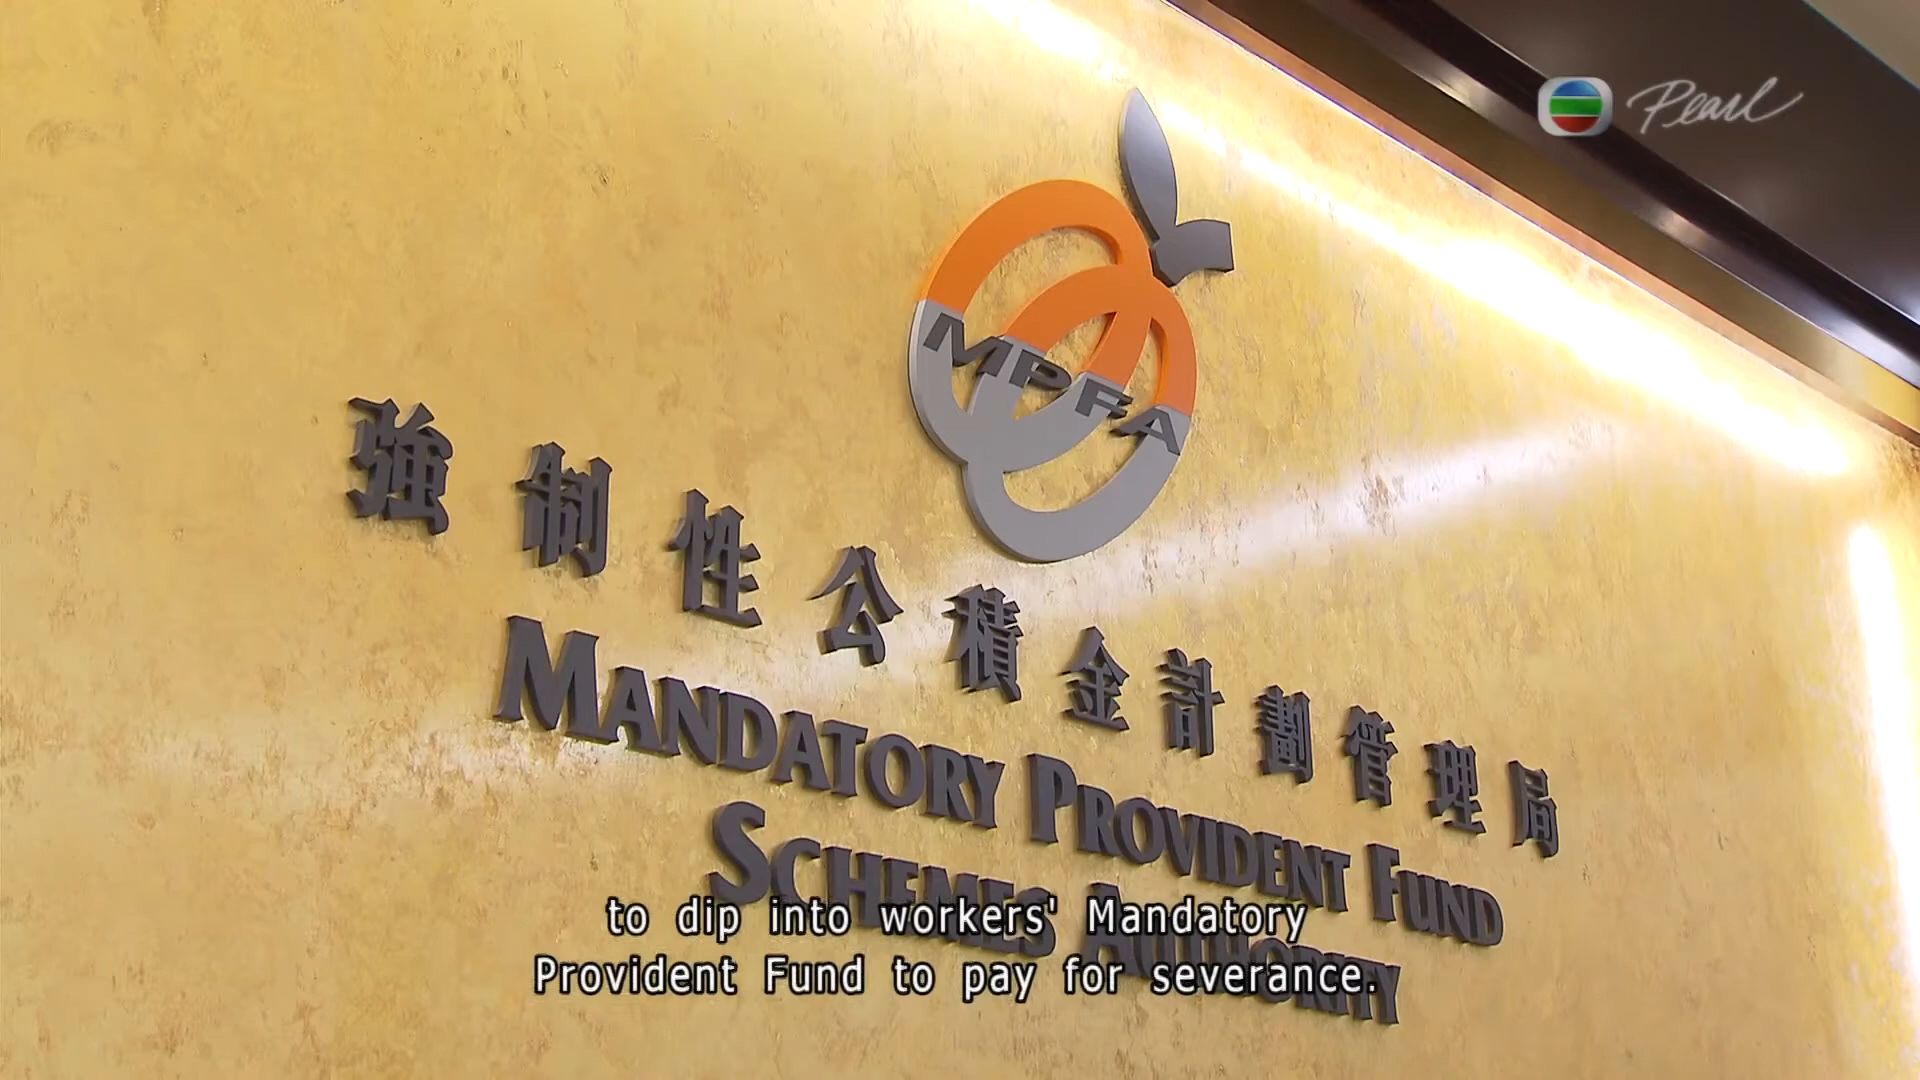 Pearl
MPFA
強制性公積金計劃管理局
MANDATORY PROVIDENT FUND
SCHEMES AUTHORITY
to dip into workers' Mandatory
Provident Fund to pay for severance.